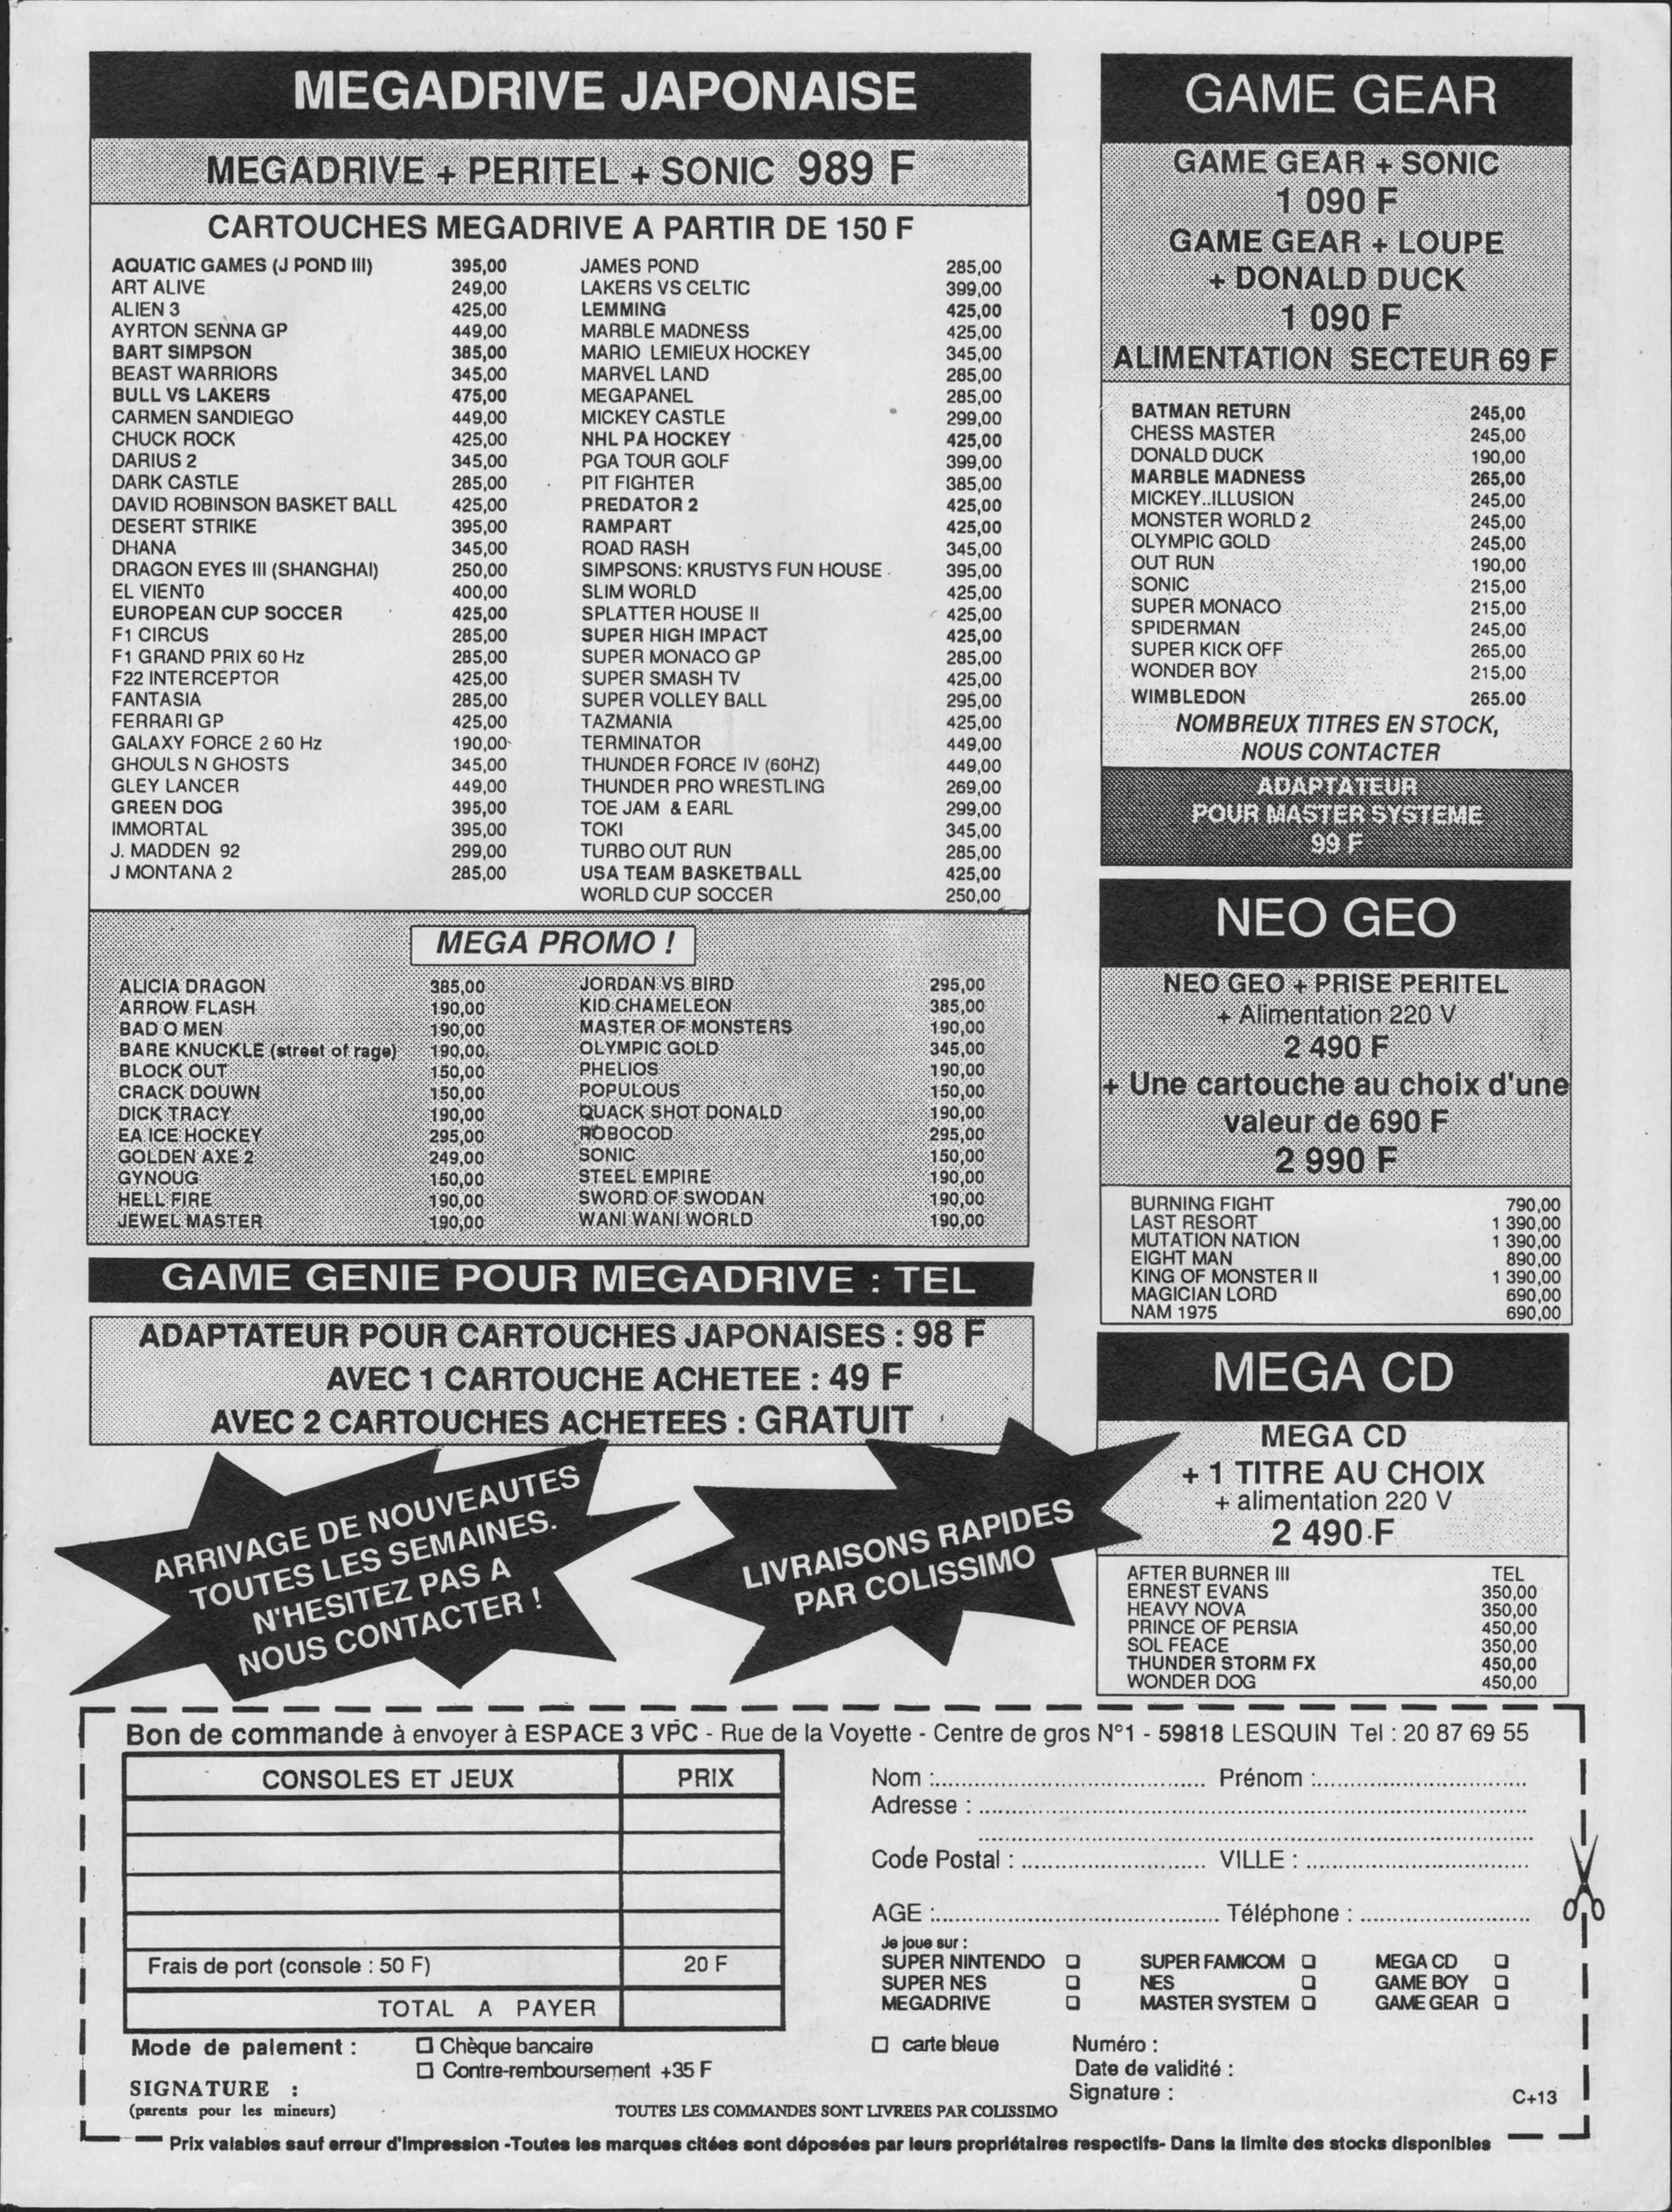 MEGADRIVE JAPONAISE
MEGADRIVE + PERITEL + SONIC 989 F
CARTOUCHES MEGADRIVE A PARTIR DE 150 F
AQUATIC GAMES (J POND III) 395,00
ART ALIVE 249,00
ALIEN 3 425,00
AYRTON SENNA GP 449,00
BART SIMPSON 385,00
BEAST WARRIORS 345,00
BULL VS LAKERS 475,00
CARMEN SANDIEGO 449,00
CHUCK ROCK 425,00
DARIUS 2 345,00
DARK CASTLE 285,00
DAVID ROBINSON BASKET BALL 425,00
DESERT STRIKE 395,00
DHANA 345,00
DRAGON EYES III (SHANGHAI) 250,00
EL VIENTO 400,00
EUROPEAN CUP SOCCER 425,00
F1 CIRCUS 285,00
F1 GRAND PRIX 60 Hz 285,00
F22 INTERCEPTOR 425,00
FANTASIA 285,00
FERRARI GP 425,00
GALAXY FORCE 2 60 Hz 190,00
GHOULS N GHOSTS 345,00
GLEY LANCER 449,00
GREEN DOG 395,00
IMMORTAL 395,00
J. MADDEN 92 299,00
J MONTANA 2 285,00
JAMES POND 285,00
LAKERS VS CELTIC 399,00
LEMMING 425,00
MARBLE MADNESS 425,00
MARIO LEMIEUX HOCKEY 345,00
MARVEL LAND 285,00
MEGAPANEL 285,00
MICKEY CASTLE 299,00
NHL PA HOCKEY 425,00
PGA TOUR GOLF 399,00
PIT FIGHTER 385,00
PREDATOR 2 425,00
RAMPART 425,00
ROAD RASH 345,00
SIMPSONS: KRUSTYS FUN HOUSE 395,00
SLIM WORLD 425,00
SPLATTER HOUSE II 425,00
SUPER HIGH IMPACT 425,00
SUPER MONACO GP 285,00
SUPER SMASH TV 425,00
SUPER VOLLEY BALL 295,00
TAZMANIA 425,00
TERMINATOR 449,00
THUNDER FORCE IV (60HZ) 449,00
THUNDER PRO WRESTLING 269,00
TOE JAM & EARL 299,00
TOKI 345,00
TURBO OUT RUN 285,00
USA TEAM BASKETBALL 425,00
WORLD CUP SOCCER 250,00
MEGA PROMO !
ALICIA DRAGON 385,00
ARROW FLASH 190,00
BAD O MEN 190,00
BARE KNUCKLE (street of rage) 190,00
BLOCK OUT 150,00
CRACK DOUWN 150,00
DICK TRACY 190,00
EA ICE HOCKEY 295,00
GOLDEN AXE 2 249,00
GYNOUG 150,00
HELL FIRE 190,00
JEWEL MASTER 190,00
JORDAN VS BIRD 295,00
KID CHAMELEON 385,00
MASTER OF MONSTERS 190,00
OLYMPIC GOLD 345,00
PHELIOS 190,00
POPULOUS 150,00
QUACK SHOT DONALD 190,00
ROBOCOD 295,00
SONIC 150,00
STEEL EMPIRE 190,00
SWORD OF SWODAN 190,00
WANI WANI WORLD 190,00
GAME GENIE POUR MEGADRIVE : TEL
ADAPTATEUR POUR CARTOUCHES JAPONAISES : 98 F
AVEC 1 CARTOUCHE ACHETEE : 49 F
AVEC 2 CARTOUCHES ACHETEES : GRATUIT
ARRIVAGE DE NOUVEAUTES
TOUTES LES SEMAINES.
N'HESITEZ PAS A
NOUS CONTACTER !
LIVRAISONS RAPIDES
PAR COLISSIMO
GAME GEAR
GAME GEAR + SONIC
1 090 F
GAME GEAR + LOUPE
+ DONALD DUCK
1 090 F
ALIMENTATION SECTEUR 69 F
BATMAN RETURN 245,00
CHESS MASTER 245,00
DONALD DUCK 190,00
MARBLE MADNESS 265,00
MICKEY..ILLUSION 245,00
MONSTER WORLD 2 245,00
OLYMPIC GOLD 245,00
OUT RUN 190,00
SONIC 215,00
SUPER MONACO 215,00
SPIDERMAN 245,00
SUPER KICK OFF 265,00
WONDER BOY 215,00
WIMBLEDON 265.00
NOMBREUX TITRES EN STOCK,
NOUS CONTACTER
ADAPTATEUR
POUR MASTER SYSTEME
99 F
NEO GEO
NEO GEO + PRISE PERITEL
+ Alimentation 220 V
2 490 F
+ Une cartouche au choix d'une
valeur de 690 F
2 990 F
BURNING FIGHT 790,00
LAST RESORT 1 390,00
MUTATION NATION 1 390,00
EIGHT MAN 890,00
KING OF MONSTER II 1 390,00
MAGICIAN LORD 690,00
NAM 1975 690,00
MEGA CD
MEGA CD
+ 1 TITRE AU CHOIX
+ alimentation 220 V
2 490 F
AFTER BURNER III TEL
ERNEST EVANS 350,00
HEAVY NOVA 350,00
PRINCE OF PERSIA 450,00
SOL FEACE 350,00
THUNDER STORM FX 450,00
WONDER DOG 450,00
Bon de commande à envoyer à ESPACE 3 VPC - Rue de la Voyette - Centre de gros N°1 - 59818 LESQUIN Tel : 20 87 69 55
CONSOLES ET JEUX PRIX
Frais de port (console : 50 F) 20 F
TOTAL A PAYER
Nom : Prénom :
Adresse :
Code Postal : VILLE :
AGE : Téléphone :
Je joue sur :
SUPER NINTENDO SUPER FAMICOM MEGA CD
SUPER NES NES GAME BOY
MEGADRIVE MASTER SYSTEM GAME GEAR
Mode de paiement : Chèque bancaire carte bleue Numéro :
Contre-remboursement +35 F Date de validité :
SIGNATURE : Signature :
(parents pour les mineurs) C+13
TOUTES LES COMMANDES SONT LIVREES PAR COLISSIMO
Prix valables sauf erreur d'impression -Toutes les marques citées sont déposées par leurs propriétaires respectifs- Dans la limite des stocks disponibles